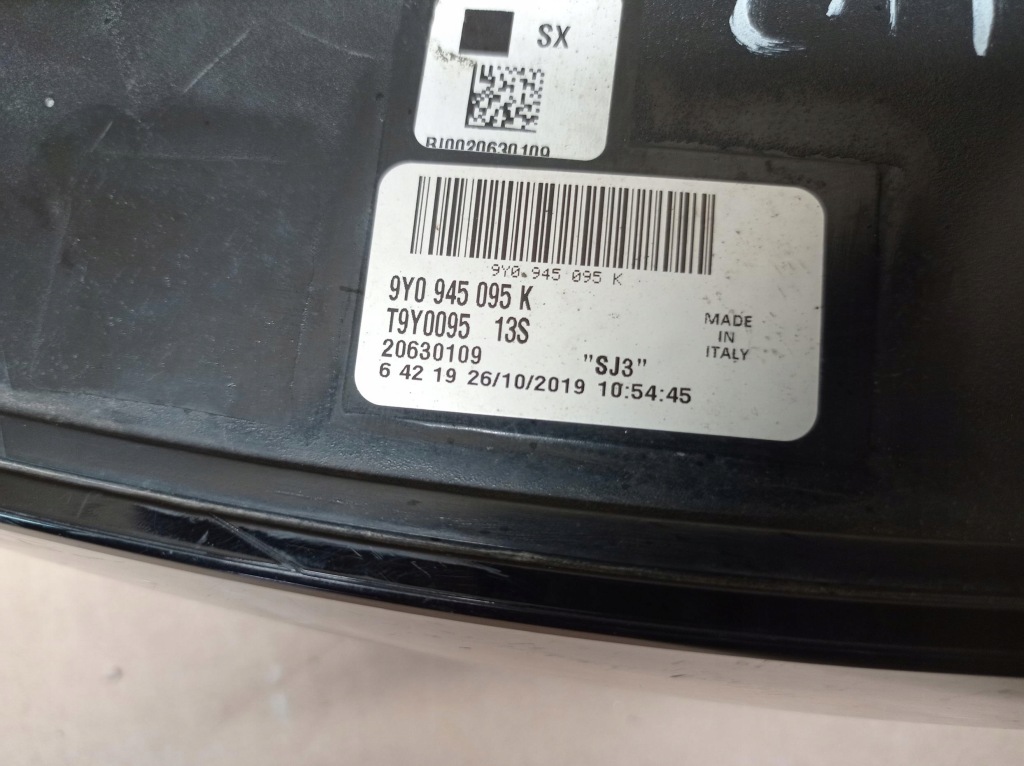 SX
BI0020630109
9Y0.945 095 K
9Y0 945 095 K
T9Y0095 13S
20630109 "SJ3"
6 42 19 26/10/2019 10:54:45
MADE
IN
ITALY